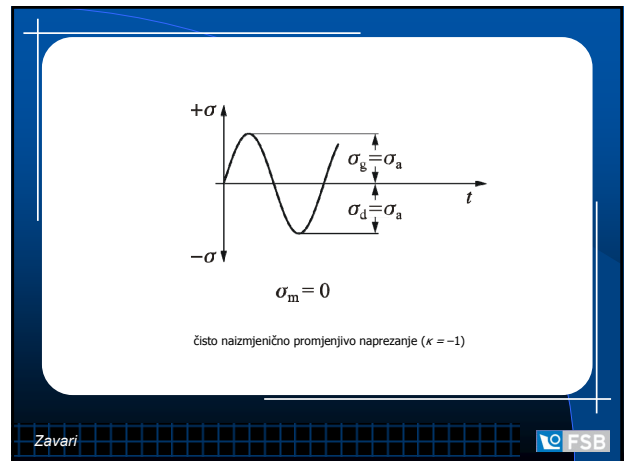 +σ
σg=σa
t
σd=σa
−σ
σm = 0
čisto naizmjenično promjenjivo naprezanje (κ = −1)
Zavari
FSB